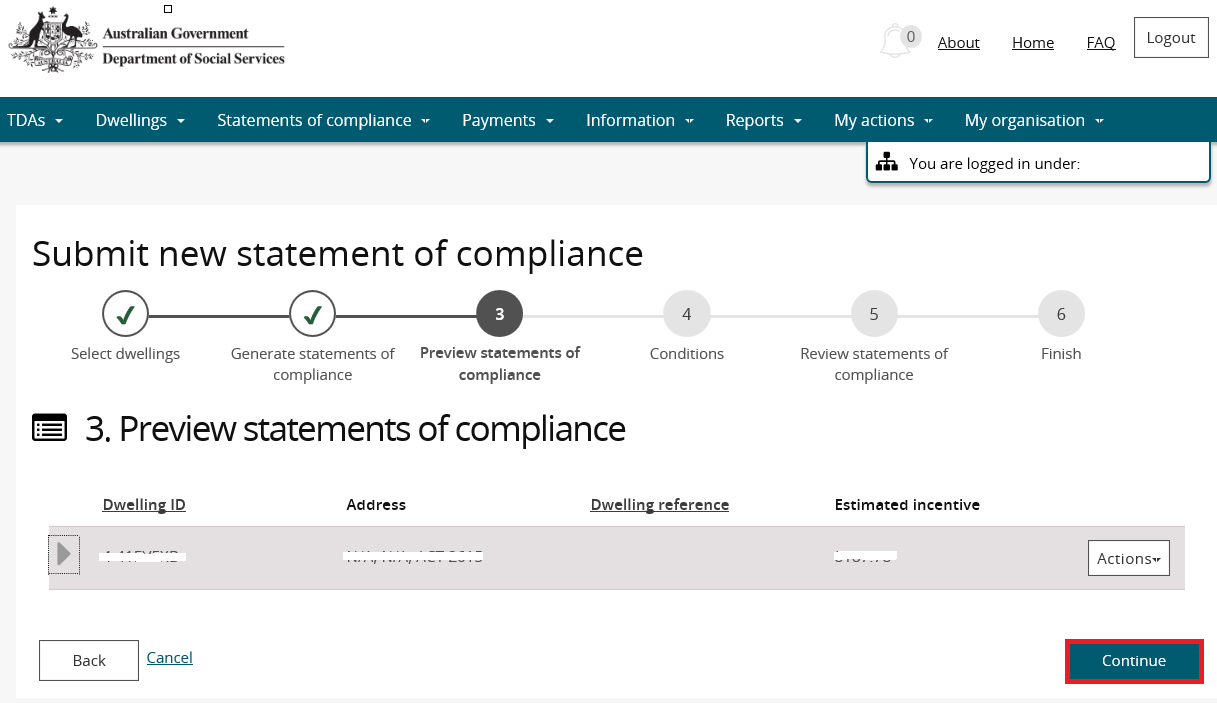 Australian Government
Department of Social Services
0
About
Home
FAQ
Logout
TDAs
Dwellings
Statements of compliance
Payments
Information
Reports
My actions
My organisation
You are logged in under:
Submit new statement of compliance
3
4
5
6
Select dwellings
Generate statements of
compliance
Preview statements of
compliance
Conditions
Review statements of
compliance
Finish
3. Preview statements of compliance
Dwelling ID
Address
Dwelling reference
Estimated incentive
Actions
Back
Cancel
Continue